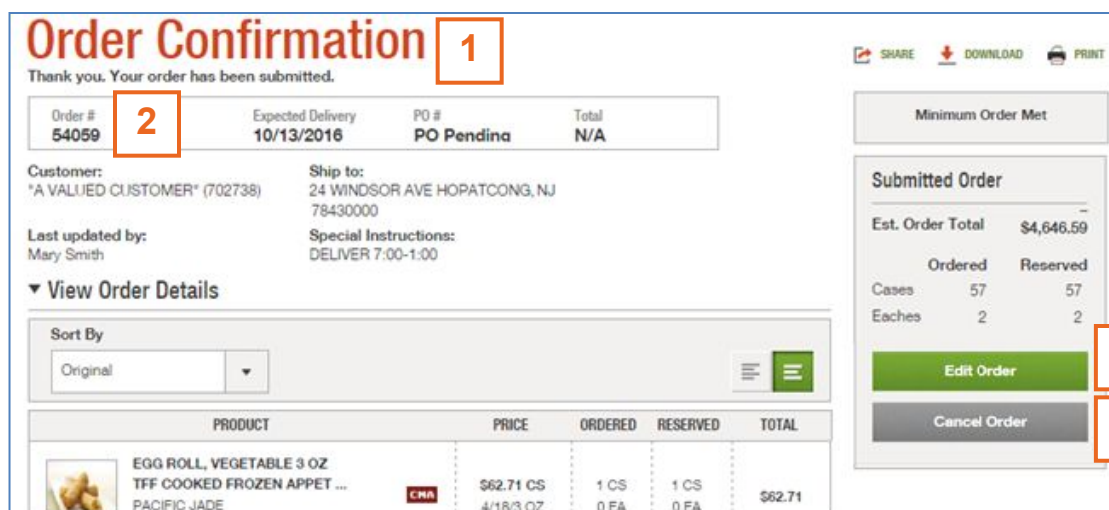 Order Confirmation 1
Thank you. Your order has been submitted.
SHARE DOWNLOAD PRINT
Order # 2 Expected Delivery PO # Total
54059 10/13/2016 PO Pending N/A
Minimum Order Met
Customer: Ship to:
"A VALUED CUSTOMER" (702738) 24 WINDSOR AVE HOPATCONG, NJ
78430000
Last updated by: Special Instructions:
Mary Smith DELIVER 7:00-1:00
Submitted Order
Est. Order Total $4,646.59
Ordered Reserved
Cases 57 57
Eaches 2 2
Edit Order
Cancel Order
View Order Details
Sort By
Original
PRODUCT PRICE ORDERED RESERVED TOTAL
EGG ROLL, VEGETABLE 3 OZ
TFF COOKED FROZEN APPET ... CMA $62.71 CS 1 CS 1 CS $62.71
PACIFIC JADE 4/18/3 OZ 0 EA 0 EA